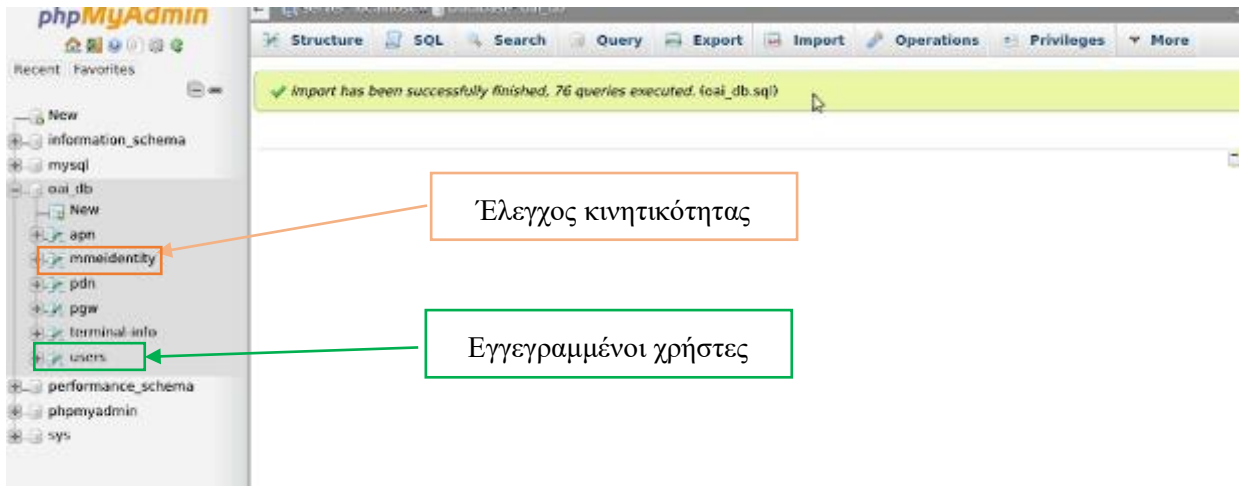 phpMyAdmin
Recent Favorites
New
information_schema
mysql
oai_db
New
apn
mmeidentity
pdn
pgw
terminal-info
users
performance_schema
phpmyadmin
sys
Structure SQL Search Query Export Import Operations Privileges More
Import has been successfully finished, 76 queries executed. (oai_db.sql)
Έλεγχος κινητικότητας
Εγγεγραμμένοι χρήστες